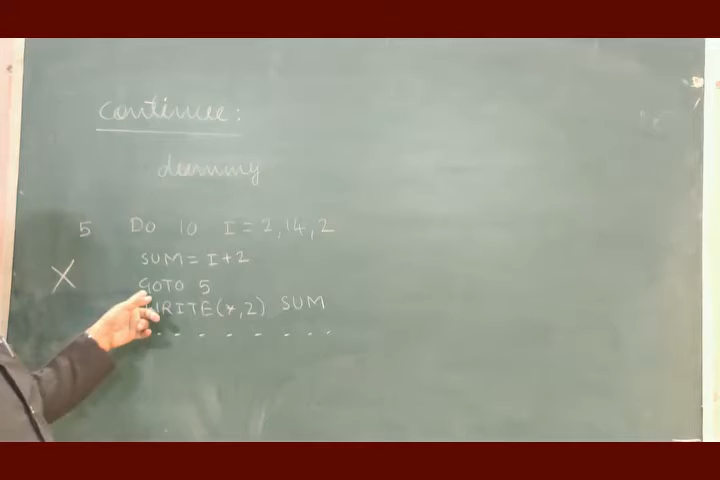 continue:
dummy
5 DO 10 I = 2, 14, 2
SUM = I + 2
X
GOTO 5
WRITE(*,2) SUM
. . . . . . . .